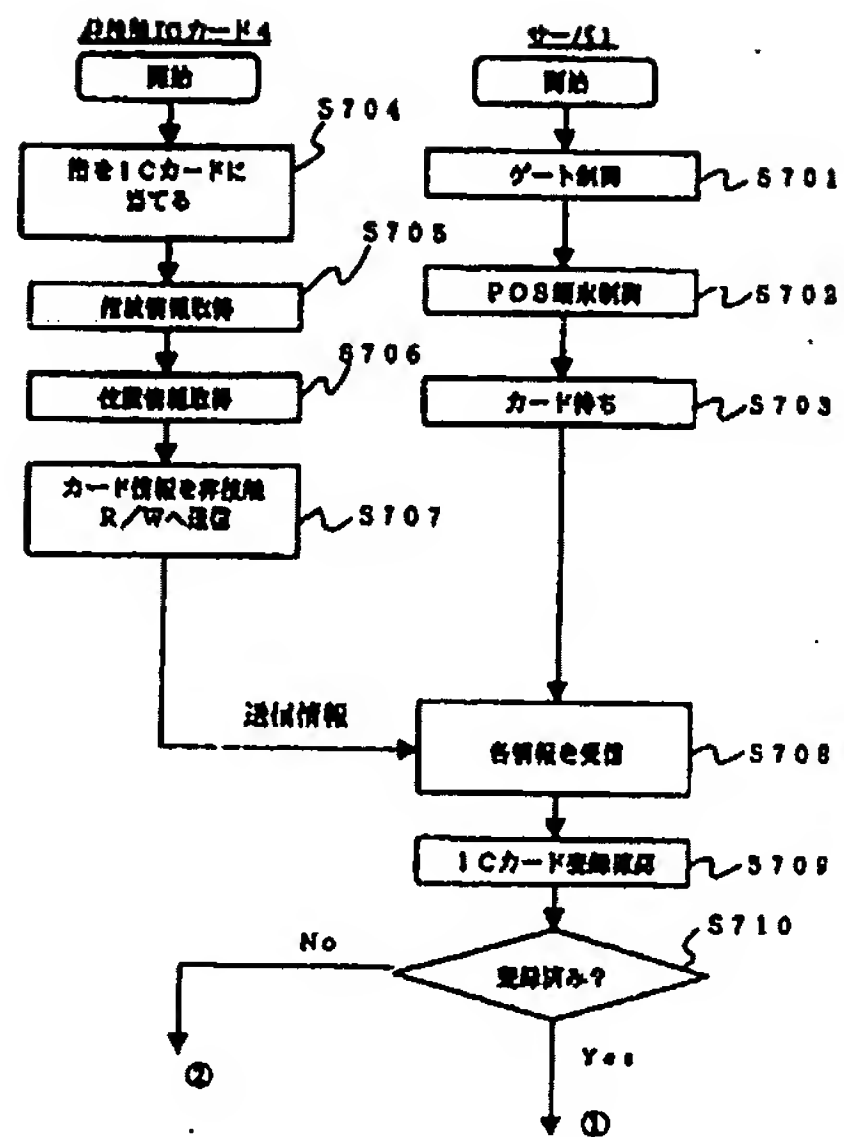 非接触ICカード4
開始
S704
指をICカードに
当てる
S705
指紋情報取得
S706
位置情報取得
カード情報を非接触
R/Wへ送信
S707
サーバ1
開始
ゲート制御
S701
POS端末制御
S702
カード待ち
S703
送信情報
各情報を受信
S708
ICカード登録確認
S709
S710
登録済み?
No
②
Yes
①